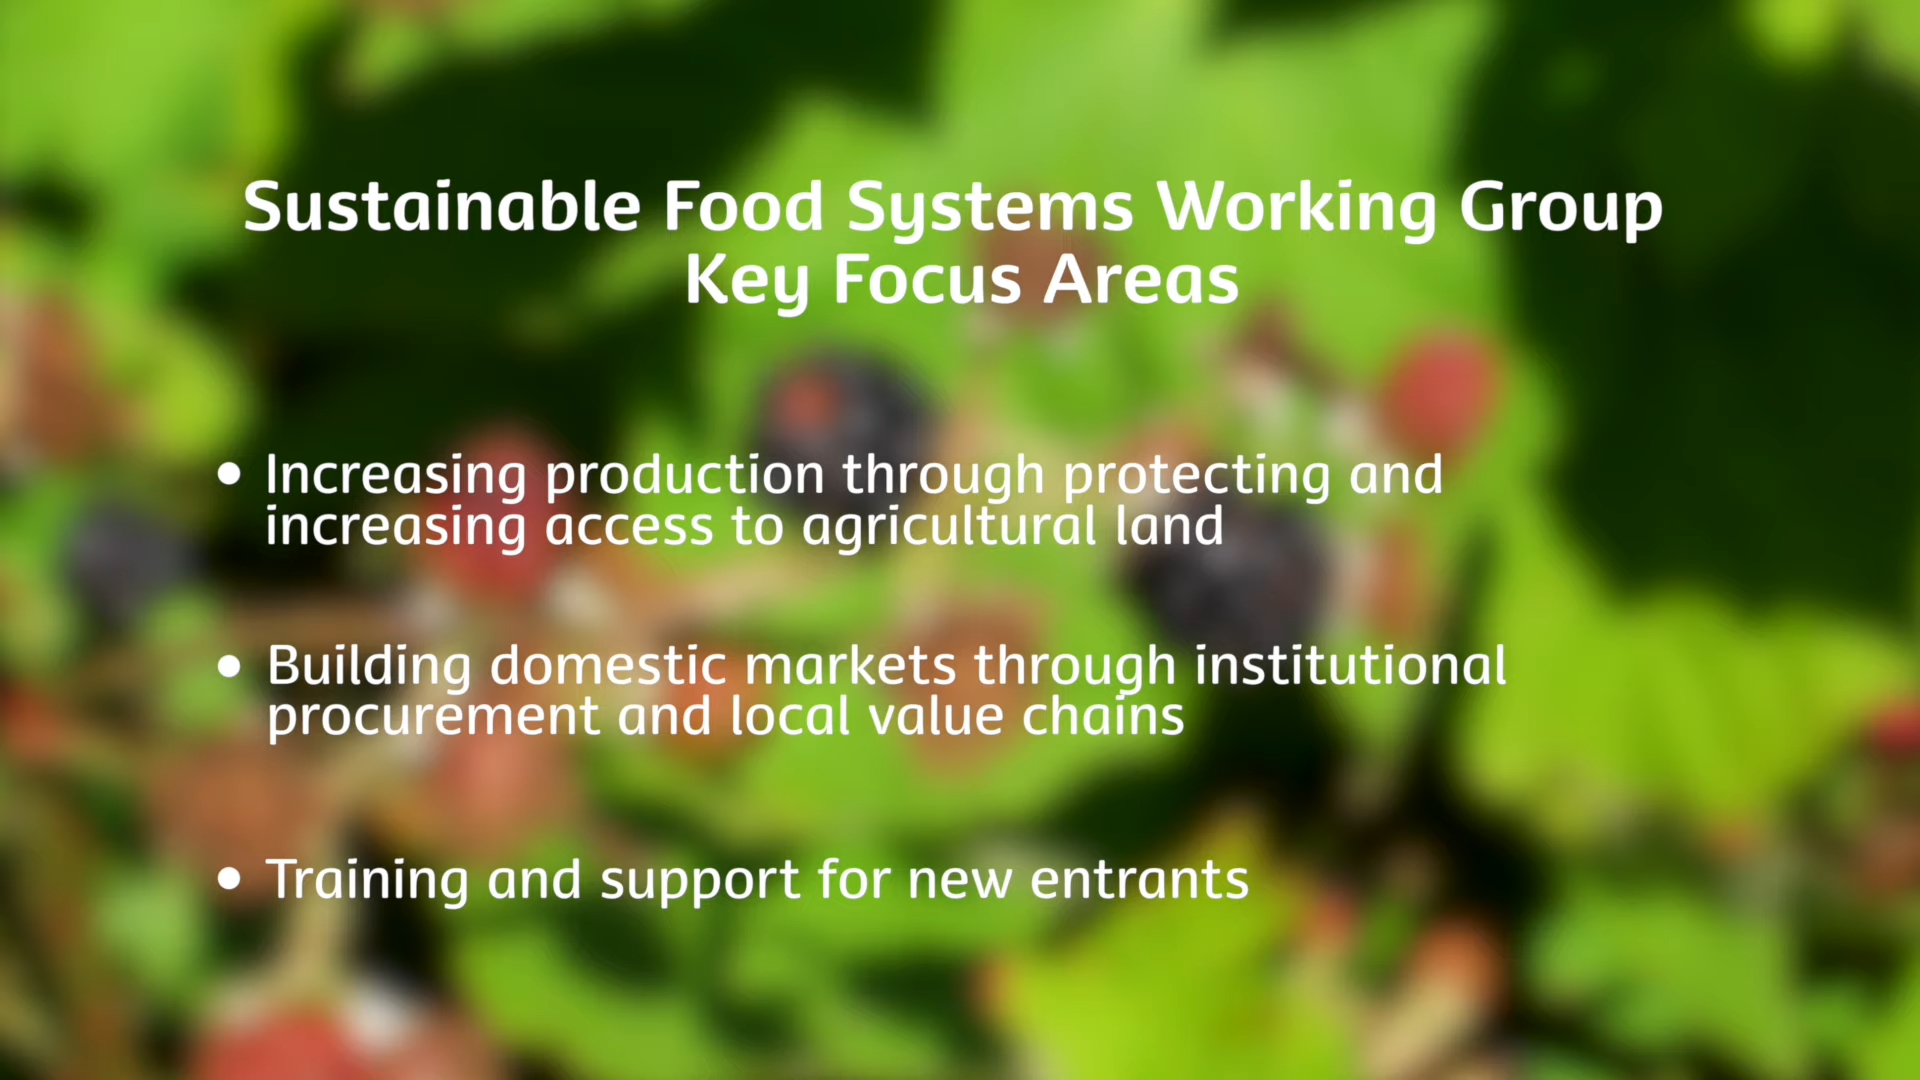 Sustainable Food Systems Working Group
Key Focus Areas
• Increasing production through protecting and
increasing access to agricultural land
• Building domestic markets through institutional
procurement and local value chains
• Training and support for new entrants